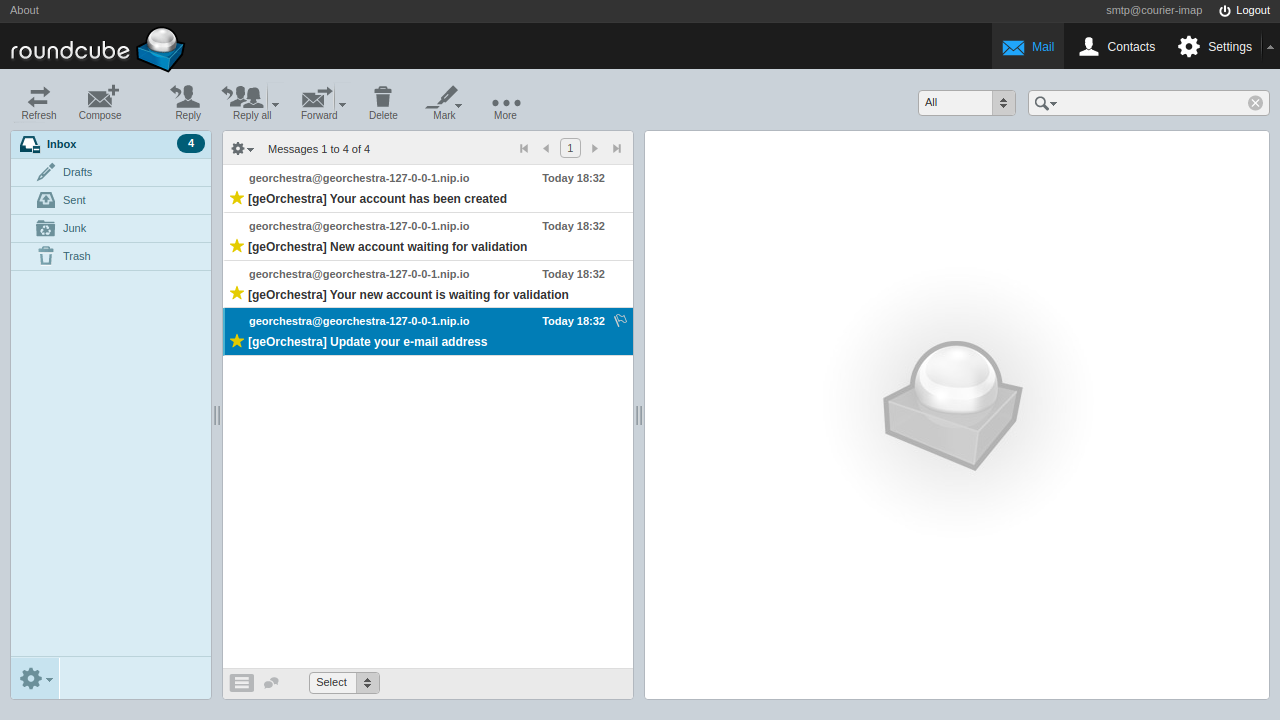 About
smtp@courier-imap Logout
roundcube
Mail Contacts Settings
Refresh Compose Reply Reply all Forward Delete Mark More
All
Inbox 4
Drafts
Sent
Junk
Trash
Messages 1 to 4 of 4 1
georchestra@georchestra-127-0-0-1.nip.io Today 18:32
[geOrchestra] Your account has been created
georchestra@georchestra-127-0-0-1.nip.io Today 18:32
[geOrchestra] New account waiting for validation
georchestra@georchestra-127-0-0-1.nip.io Today 18:32
[geOrchestra] Your new account is waiting for validation
georchestra@georchestra-127-0-0-1.nip.io Today 18:32
[geOrchestra] Update your e-mail address
Select